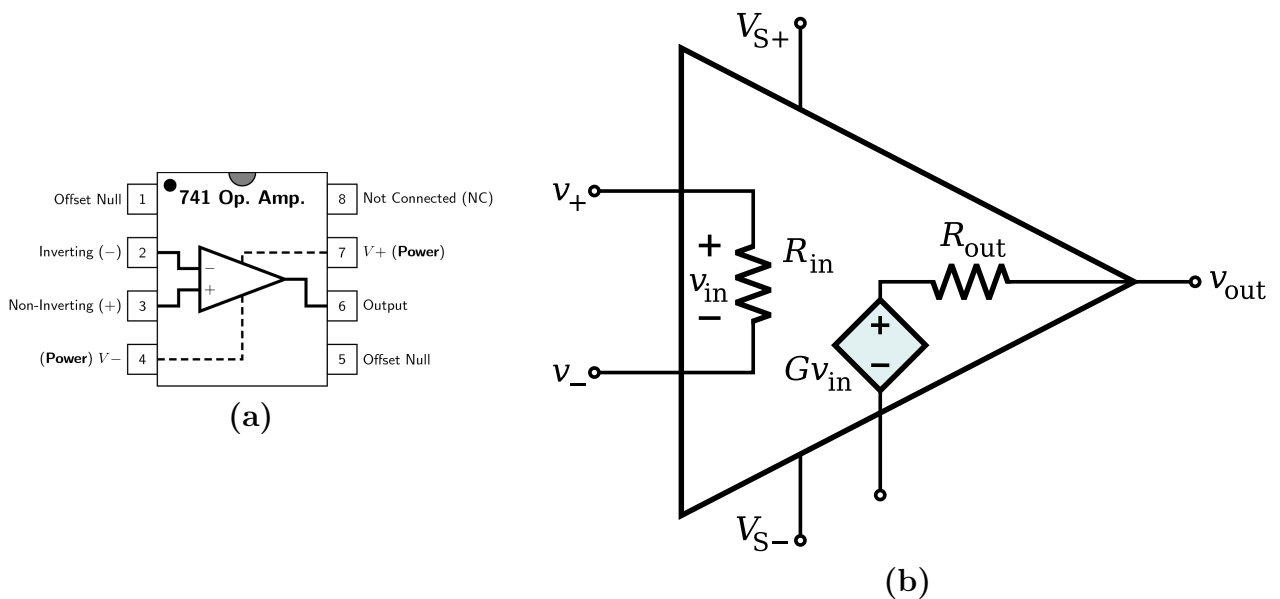 741 Op. Amp.
Offset Null 1
8 Not Connected (NC)
Inverting (−) 2
7 V+ (Power)
−
+
Non-Inverting (+) 3
6 Output
(Power) V− 4
5 Offset Null
(a)
V_S+
v_+
+
v_in
−
R_in
v_−
R_out
v_out
+
−
Gv_in
V_S−
(b)